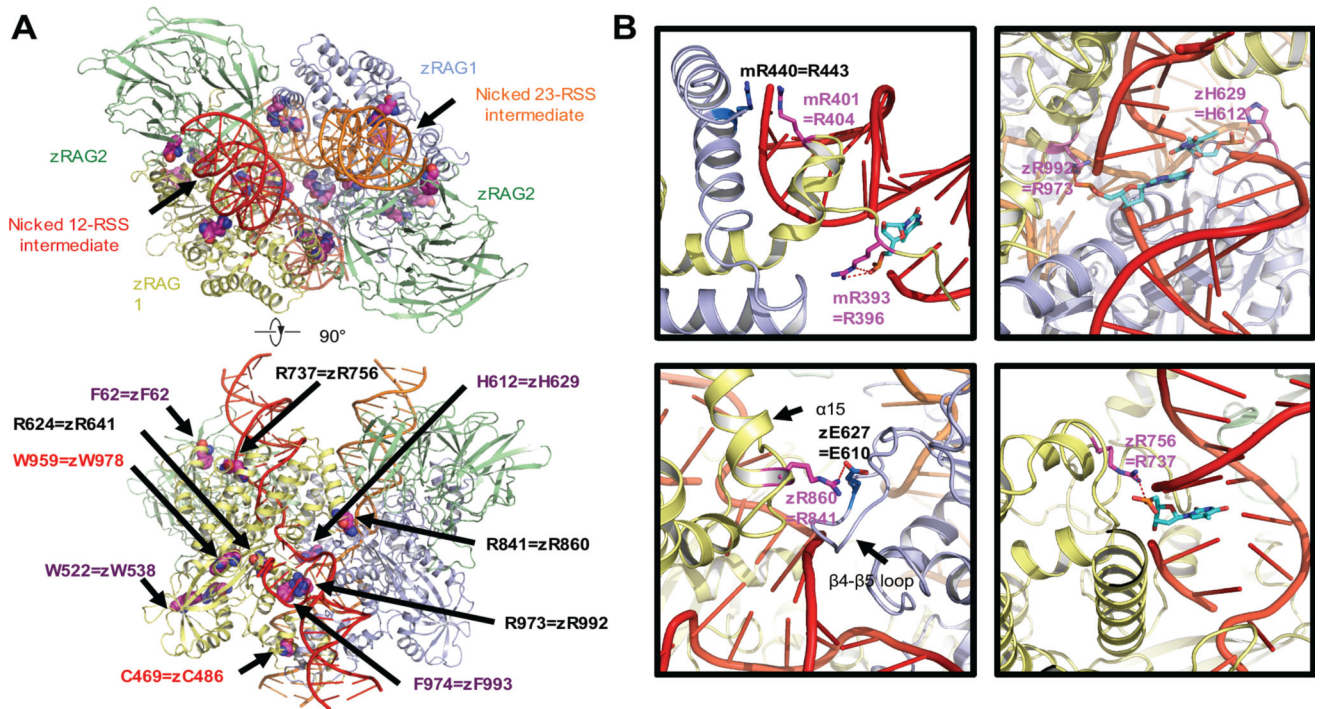 A
zRAG1
Nicked 23-RSS
intermediate
zRAG2
zRAG2
Nicked 12-RSS
intermediate
zRAG
1
90°
R737=zR756
H612=zH629
F62=zF62
R624=zR641
W959=zW978
W522=zW538
R841=zR860
R973=zR992
C469=zC486
F974=zF993
B
mR440=R443
mR401
=R404
mR393
=R396
zH629
=H612
zR992
=R973
α15
zE627
=E610
zR860
=R841
β4-β5 loop
zR756
=R737